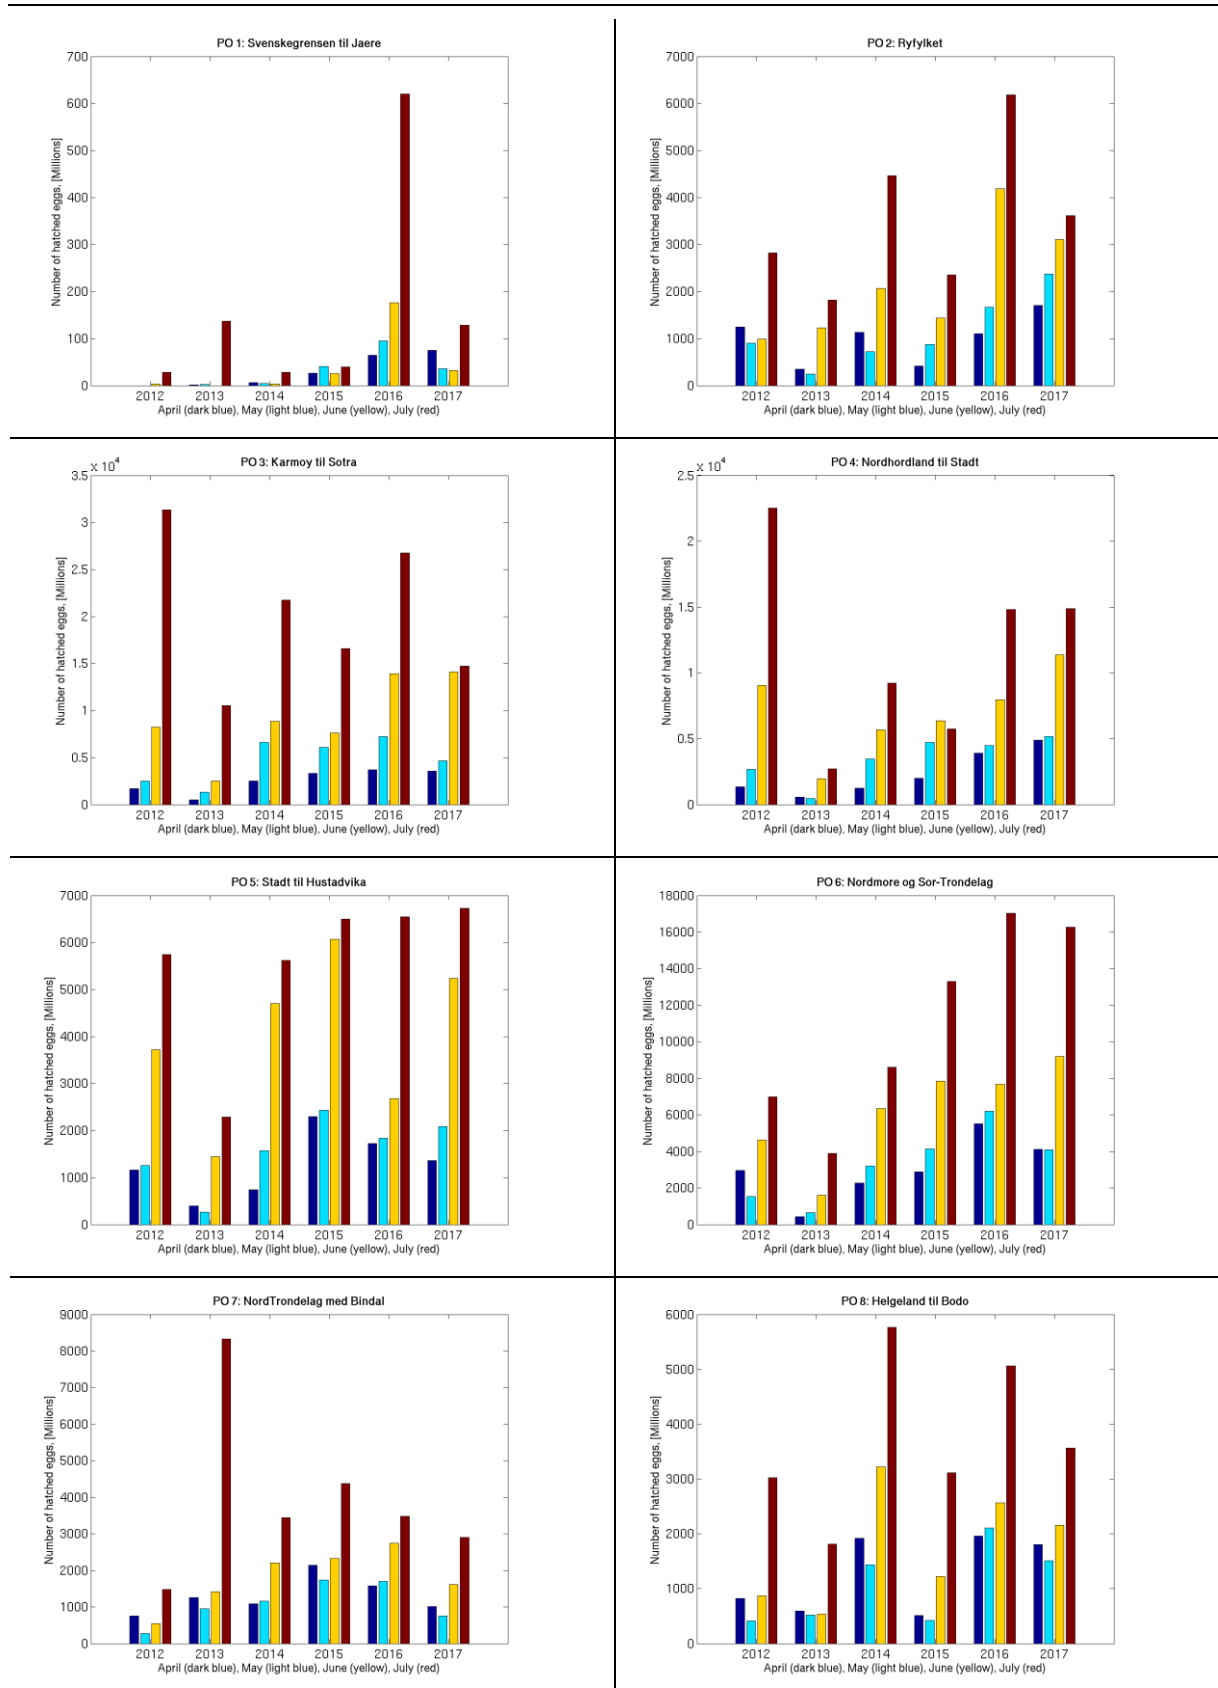 PO 1: Svenskegrensen til Jaere
700
600
500
400
300
200
100
0
Number of hatched eggs, [Millions]
2012 2013 2014 2015 2016 2017
April (dark blue), May (light blue), June (yellow), July (red)
PO 2: Ryfylket
7000
6000
5000
4000
3000
2000
1000
0
Number of hatched eggs, [Millions]
2012 2013 2014 2015 2016 2017
April (dark blue), May (light blue), June (yellow), July (red)
PO 3: Karmoy til Sotra
x 10^4
3.5
3
2.5
2
1.5
1
0.5
0
Number of hatched eggs, [Millions]
2012 2013 2014 2015 2016 2017
April (dark blue), May (light blue), June (yellow), July (red)
PO 4: Nordhordland til Stadt
x 10^4
2.5
2
1.5
1
0.5
0
Number of hatched eggs, [Millions]
2012 2013 2014 2015 2016 2017
April (dark blue), May (light blue), June (yellow), July (red)
PO 5: Stadt til Hustadvika
7000
6000
5000
4000
3000
2000
1000
0
Number of hatched eggs, [Millions]
2012 2013 2014 2015 2016 2017
April (dark blue), May (light blue), June (yellow), July (red)
PO 6: Nordmore og Sor-Trondelag
18000
16000
14000
12000
10000
8000
6000
4000
2000
0
Number of hatched eggs, [Millions]
2012 2013 2014 2015 2016 2017
April (dark blue), May (light blue), June (yellow), July (red)
PO 7: NordTrondelag med Bindal
9000
8000
7000
6000
5000
4000
3000
2000
1000
0
Number of hatched eggs, [Millions]
2012 2013 2014 2015 2016 2017
April (dark blue), May (light blue), June (yellow), July (red)
PO 8: Helgeland til Bodo
6000
5000
4000
3000
2000
1000
0
Number of hatched eggs, [Millions]
2012 2013 2014 2015 2016 2017
April (dark blue), May (light blue), June (yellow), July (red)